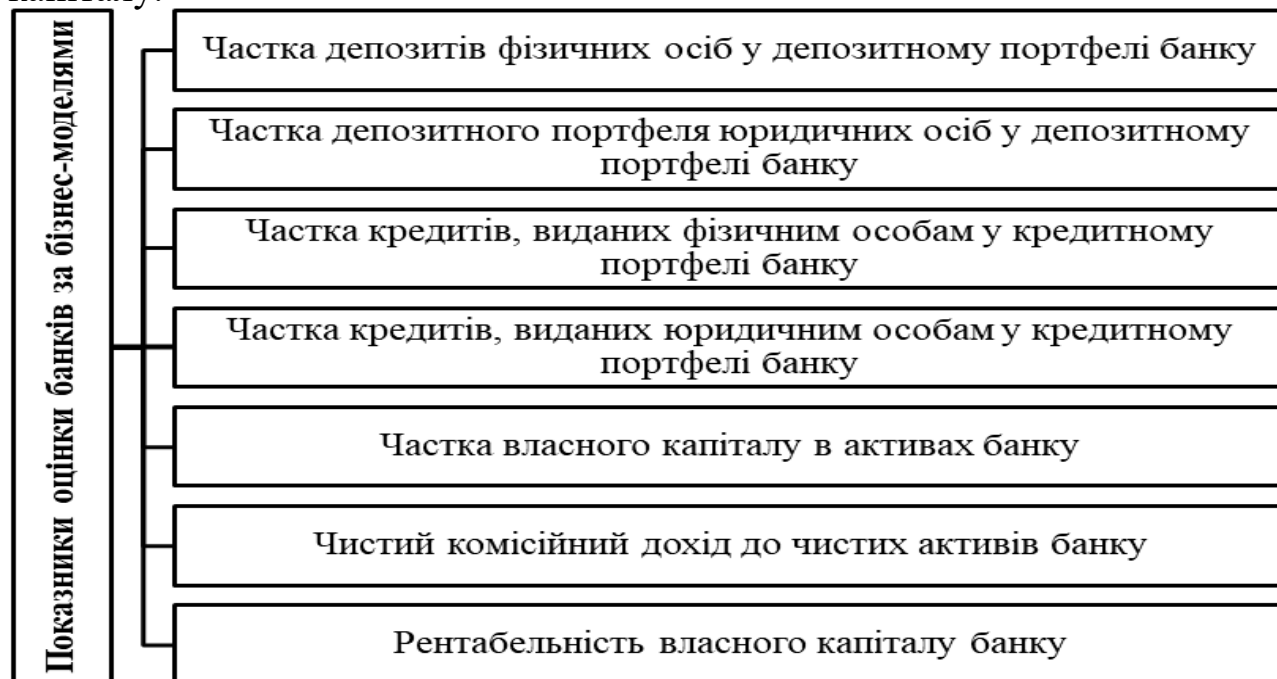 Показники оцінки банків за бізнес-моделями
Частка депозитів фізичних осіб у депозитному портфелі банку
Частка депозитного портфеля юридичних осіб у депозитному
портфелі банку
Частка кредитів, виданих фізичним особам у кредитному
портфелі банку
Частка кредитів, виданих юридичним особам у кредитному
портфелі банку
Частка власного капіталу в активах банку
Чистий комісійний дохід до чистих активів банку
Рентабельність власного капіталу банку